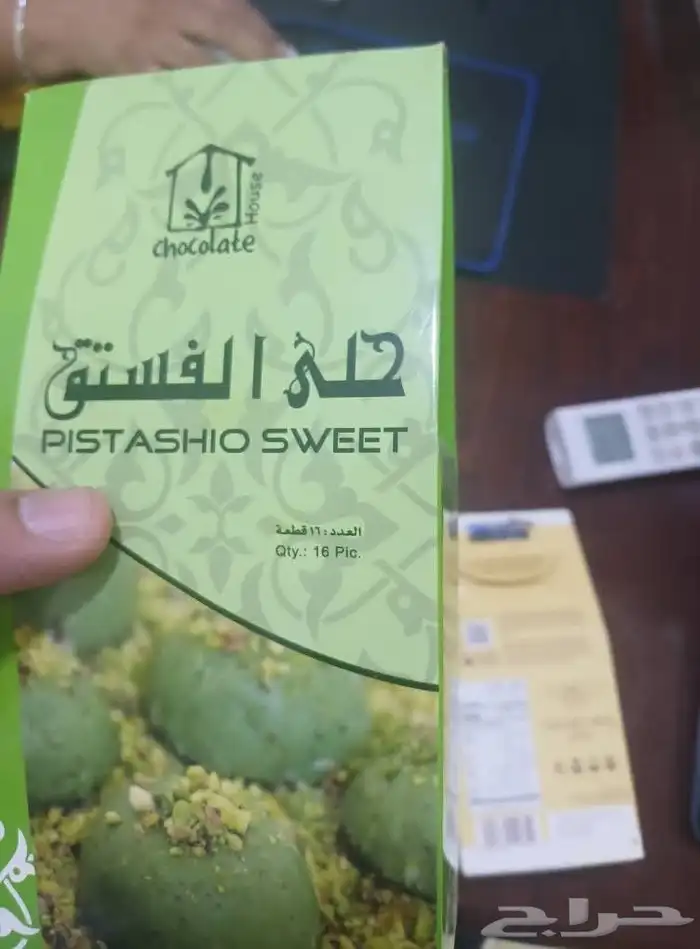 chocolate House
حلى الفستق
PISTASHIO SWEET
العدد: ١٦ قطعة
Qty.: 16 Pic.
حراج